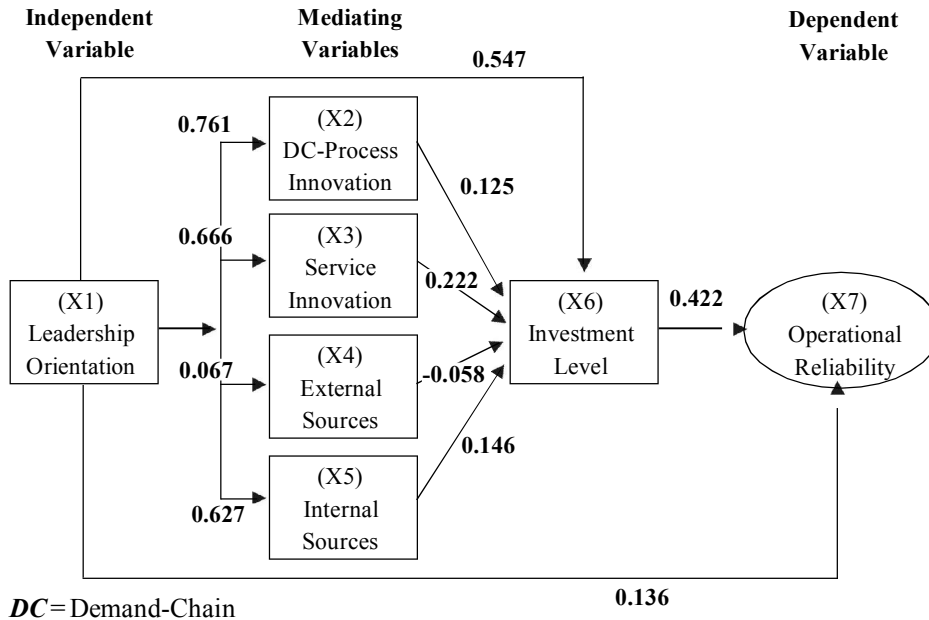 Independent
Variable
Mediating
Variables
Dependent
Variable
0.547
0.761
(X2)
DC-Process
Innovation
0.125
0.666
(X3)
Service
Innovation
0.222
(X1)
Leadership
Orientation
(X6)
Investment
Level
0.422
(X7)
Operational
Reliability
0.067
(X4)
External
Sources
-0.058
0.146
0.627
(X5)
Internal
Sources
0.136
DC=Demand-Chain